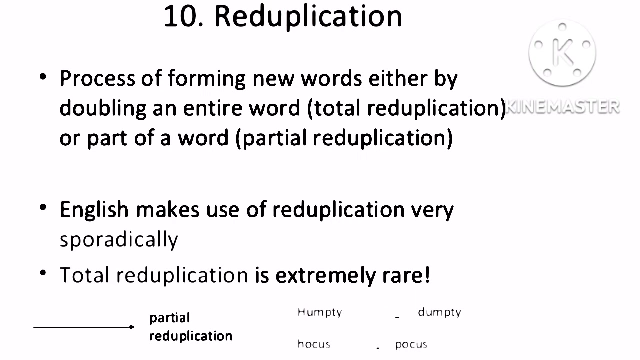 10. Reduplication
• Process of forming new words either by
doubling an entire word (total reduplication)
or part of a word (partial reduplication)
KINEMASTER
• English makes use of reduplication very
sporadically
• Total reduplication is extremely rare!
partial
reduplication
Humpty - dumpty
hocus - pocus